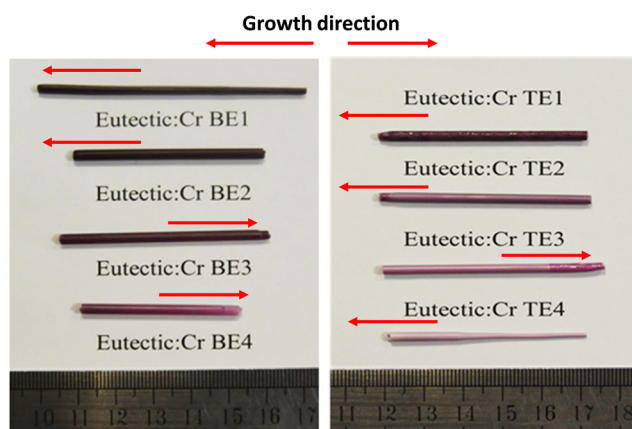 Growth direction
Eutectic:Cr BE1
Eutectic:Cr BE2
Eutectic:Cr BE3
Eutectic:Cr BE4
10 11 12 13 14 15 16 17
Eutectic:Cr TE1
Eutectic:Cr TE2
Eutectic:Cr TE3
Eutectic:Cr TE4
11 12 13 14 15 16 17 18